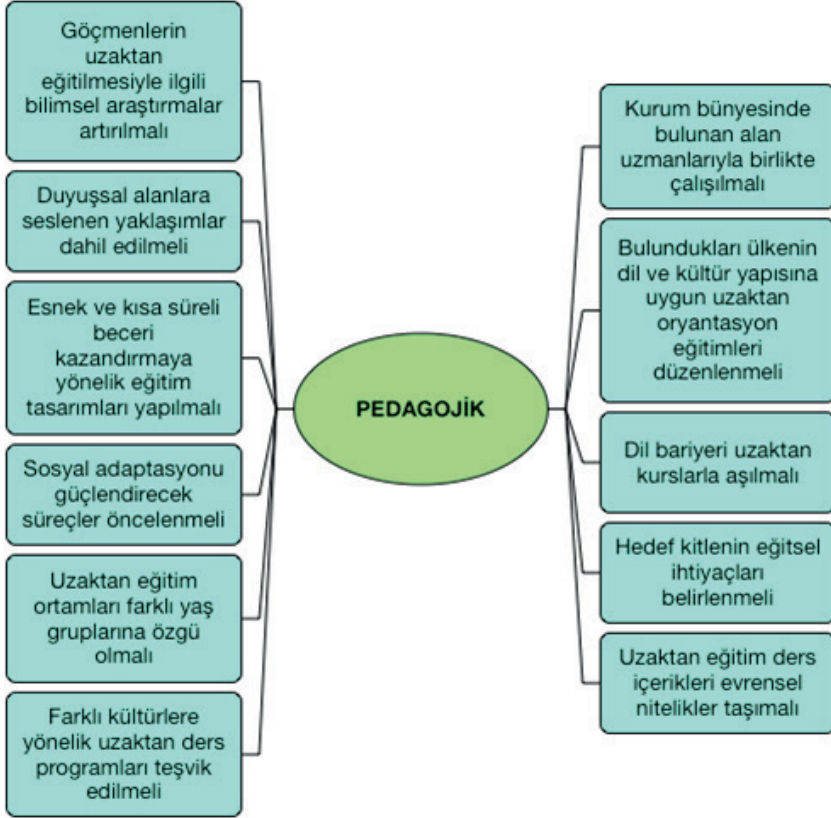 Göçmenlerin
uzaktan
eğitilmesiyle ilgili
bilimsel araştırmalar
artırılmalı
Duyuşsal alanlara
seslenen yaklaşımlar
dahil edilmeli
Esnek ve kısa süreli
beceri
kazandırmaya
yönelik eğitim
tasarımları yapılmalı
Sosyal adaptasyonu
güçlendirecek
süreçler öncelenmeli
Uzaktan eğitim
ortamları farklı yaş
gruplarına özgü
olmalı
Farklı kültürlere
yönelik uzaktan ders
programları teşvik
edilmeli
PEDAGOJİK
Kurum bünyesinde
bulunan alan
uzmanlarıyla birlikte
çalışılmalı
Bulundukları ülkenin
dil ve kültür yapısına
uygun uzaktan
oryantasyon
eğitimleri
düzenlenmeli
Dil bariyeri uzaktan
kurslarla aşılmalı
Hedef kitlenin eğitsel
ihtiyaçları
belirlenmeli
Uzaktan eğitim ders
içerikleri evrensel
nitelikler taşımalı